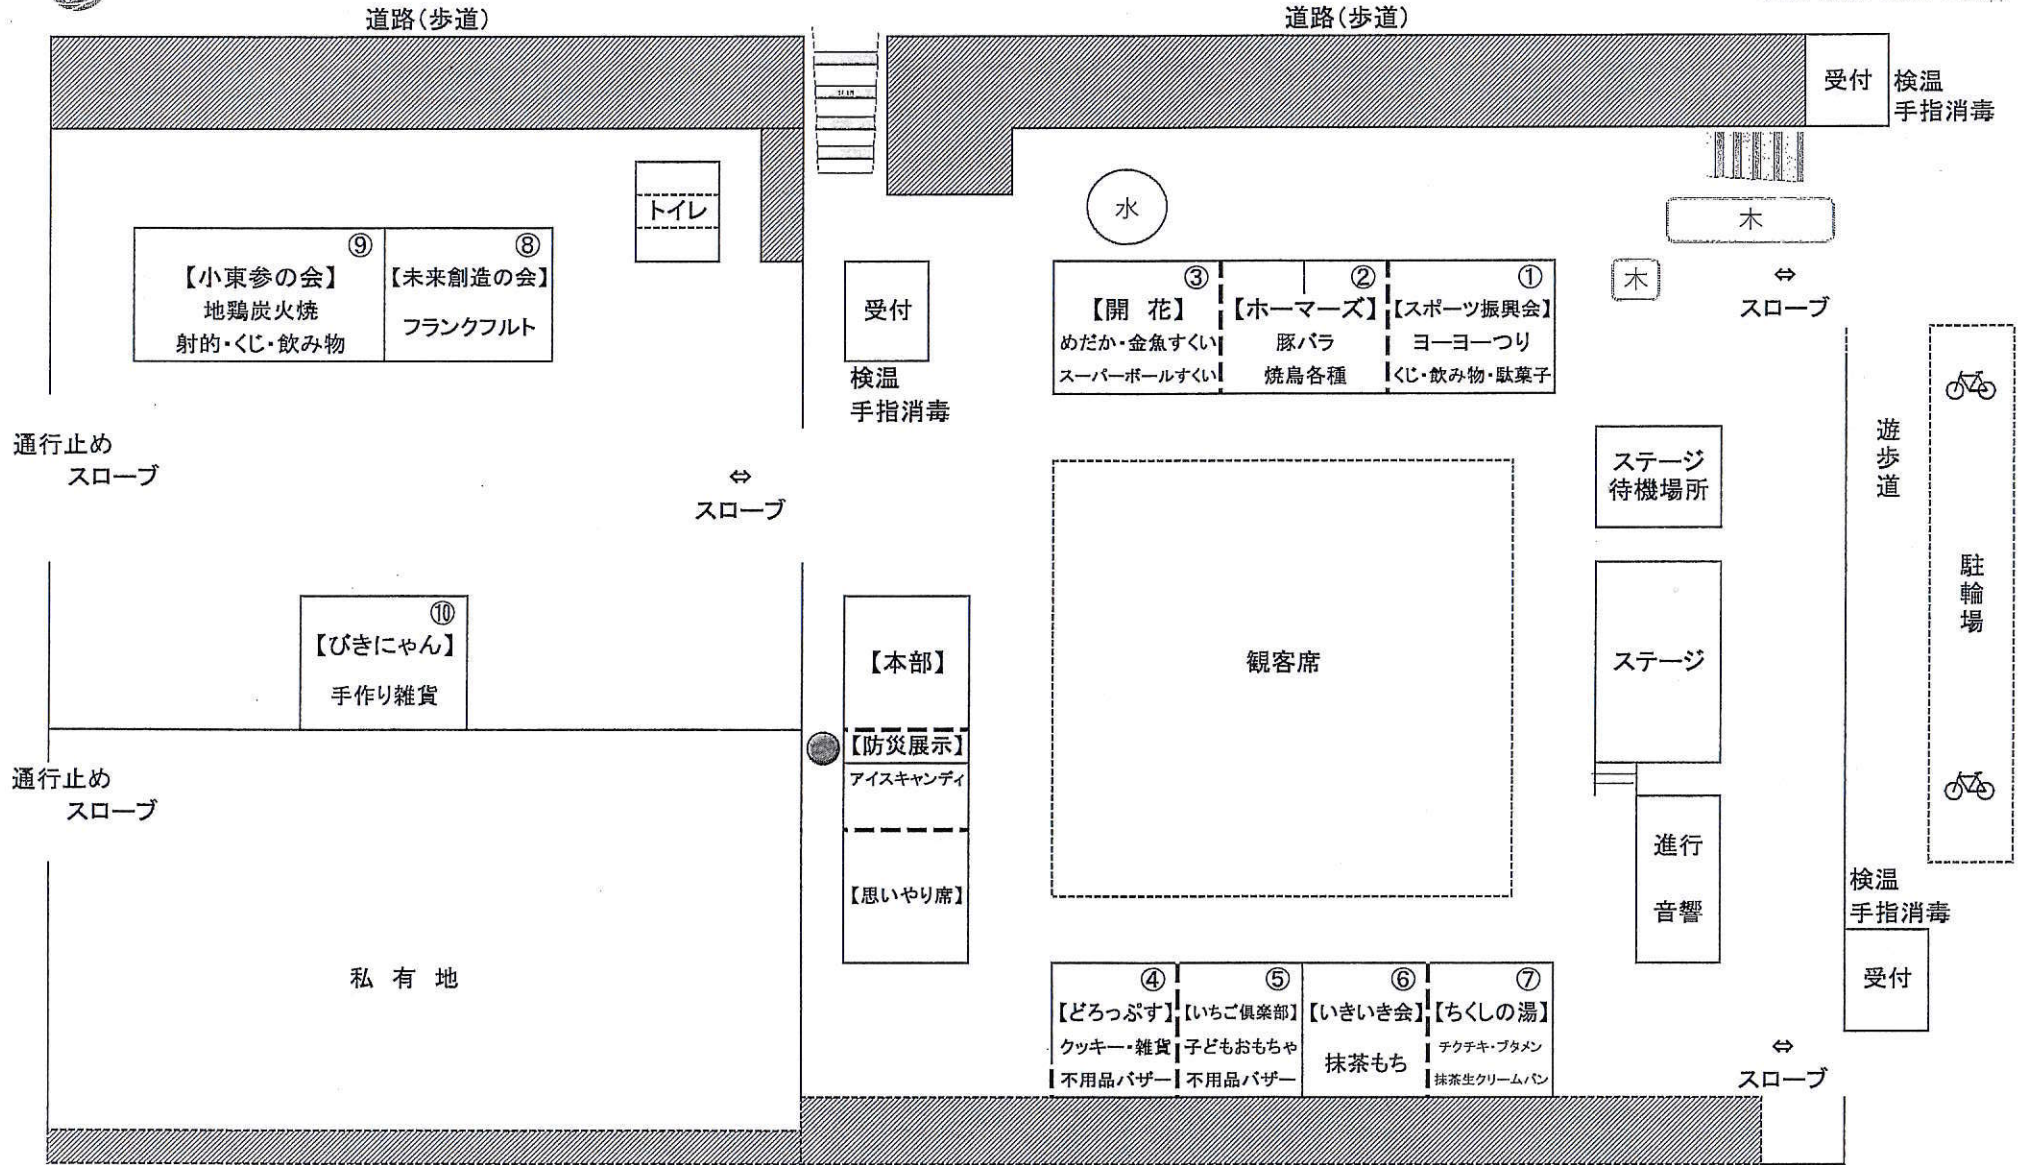 道路(歩道)
道路(歩道)
受付
検温
手指消毒
トイレ
水
木
木
⇔
スロープ
⑨
【小東参の会】
地鶏炭火焼
射的・くじ・飲み物
⑧
【未来創造の会】
フランクフルト
受付
検温
手指消毒
③
【開 花】
めだか・金魚すくい
スーパーボールすくい
②
【ホーマーズ】
豚バラ
焼鳥各種
①
【スポーツ振興会】
ヨーヨーつり
くじ・飲み物・駄菓子
通行止め
スロープ
⇔
スロープ
ステージ
待機場所
遊歩道
駐輪場
⑩
【びきにゃん】
手作り雑貨
【本部】
観客席
ステージ
【防災展示】
アイスキャンディ
通行止め
スロープ
【思いやり席】
進行
音響
検温
手指消毒
受付
私 有 地
④
【どろっぷす】
クッキー・雑貨
不用品バザー
⑤
【いちご倶楽部】
子どもおもちゃ
不用品バザー
⑥
【いきいき会】
抹茶もち
⑦
【ちくしの湯】
チクチキ・ブタメン
抹茶生クリームパン
⇔
スロープ